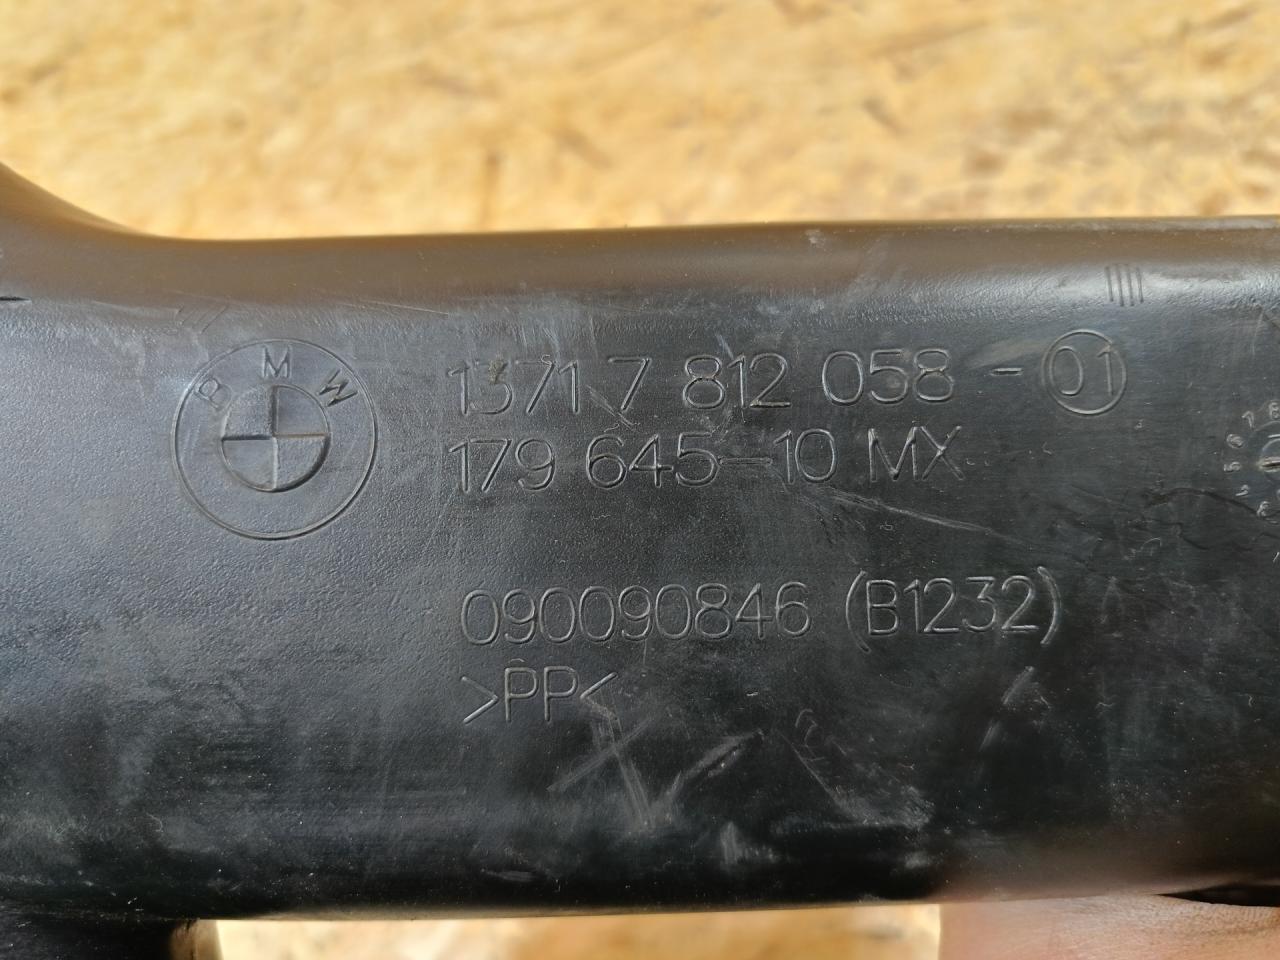 BMW
1371 7 812 058 - 01
179 645-10 MX
090090846 (B1232)
>PP<